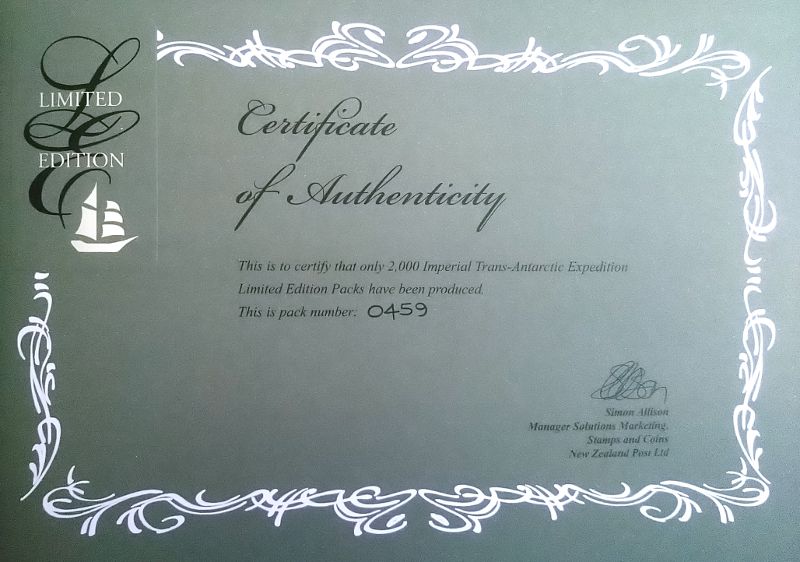 LIMITED
EDITION
LE
Certificate
of Authenticity
This is to certify that only 2,000 Imperial Trans-Antarctic Expedition
Limited Edition Packs have been produced.
This is pack number: 0459
Simon Allison
Manager Solutions Marketing,
Stamps and Coins
New Zealand Post Ltd